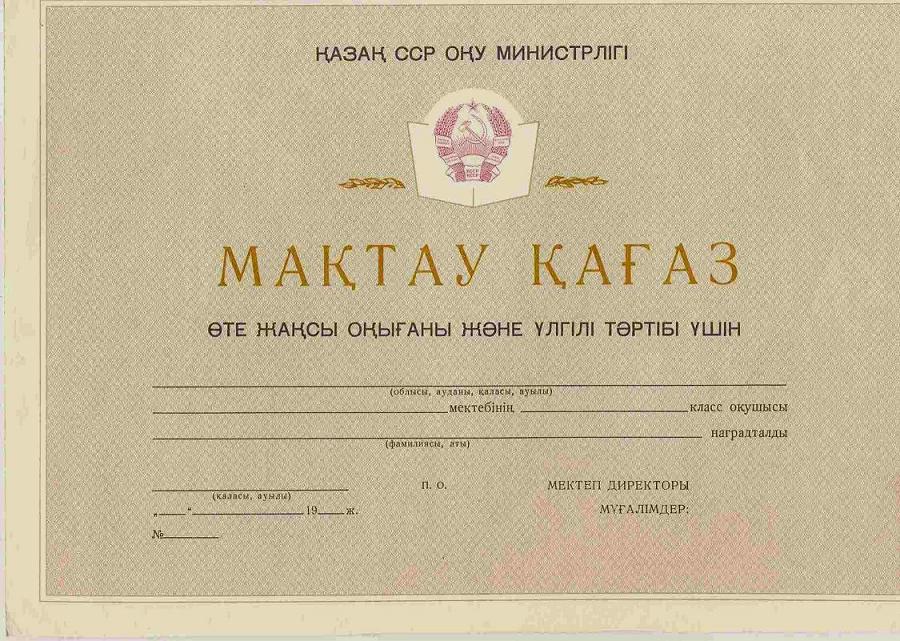 ҚАЗАҚ ССР ОҚУ МИНИСТРЛІГІ
МАҚТАУ ҚАҒАЗ
ӨТЕ ЖАҚСЫ ОҚЫҒАНЫ ЖӘНЕ ҮЛГІЛІ ТӘРТІБІ ҮШІН
(облысы, ауданы, қаласы, ауылы)
мектебінің класс оқушысы
наградталды
(фамилиясы, аты)
П. О. МЕКТЕП ДИРЕКТОРЫ
(қаласы, ауылы)
„ “ 19 ж. МҰҒАЛІМДЕР:
№